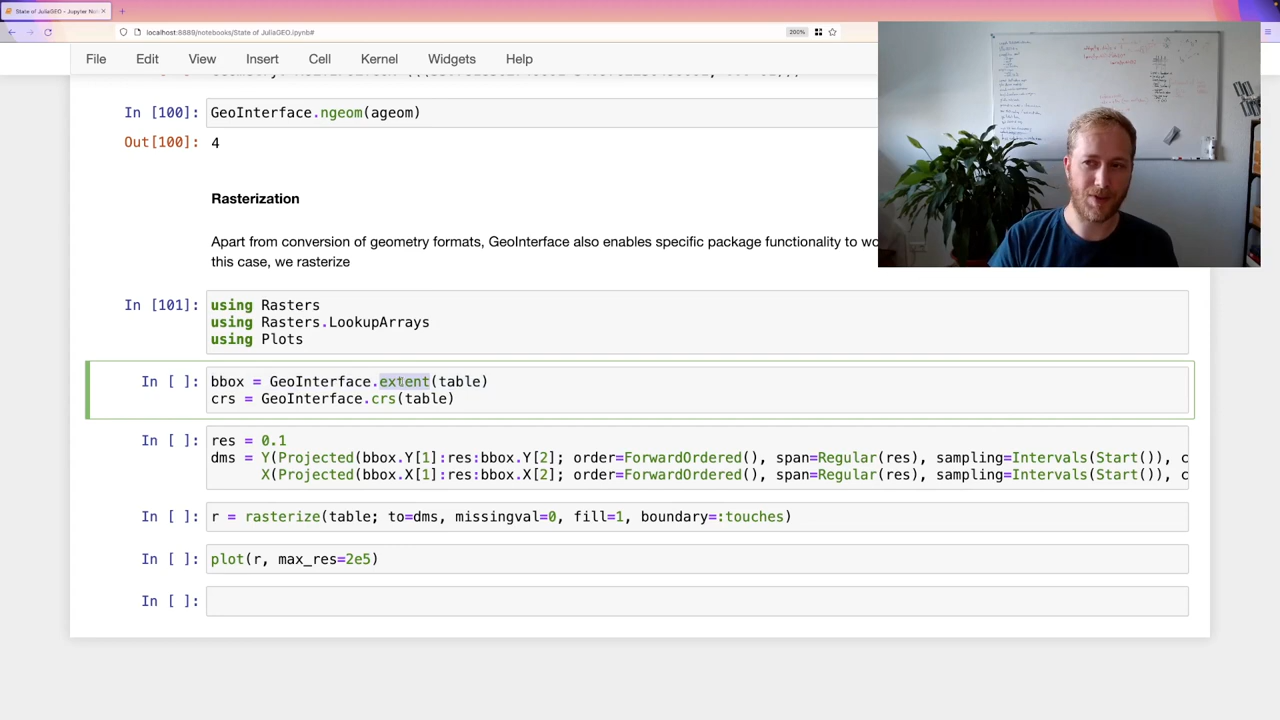 State of JuliaGEO - Jupyter Not
localhost:8889/notebooks/State of JuliaGEO.ipynb#
200%
File Edit View Insert Cell Kernel Widgets Help
In [100]: GeoInterface.ngeom(ageom)
Out[100]: 4
Rasterization
Apart from conversion of geometry formats, GeoInterface also enables specific package functionality to wo
this case, we rasterize
In [101]: using Rasters
using Rasters.LookupArrays
using Plots
In [ ]: bbox = GeoInterface.extent(table)
crs = GeoInterface.crs(table)
In [ ]: res = 0.1
dms = Y(Projected(bbox.Y[1]:res:bbox.Y[2]; order=ForwardOrdered(), span=Regular(res), sampling=Intervals(Start()), c
X(Projected(bbox.X[1]:res:bbox.X[2]; order=ForwardOrdered(), span=Regular(res), sampling=Intervals(Start()), c
In [ ]: r = rasterize(table; to=dms, missingval=0, fill=1, boundary=:touches)
In [ ]: plot(r, max_res=2e5)
In [ ]: